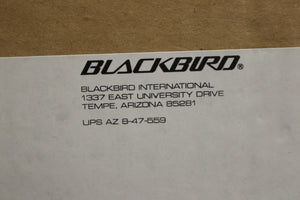 BLACKBIRD®
BLACKBIRD INTERNATIONAL
1337 EAST UNIVERSITY DRIVE
TEMPE, ARIZONA 85281
UPS AZ 8-47-559